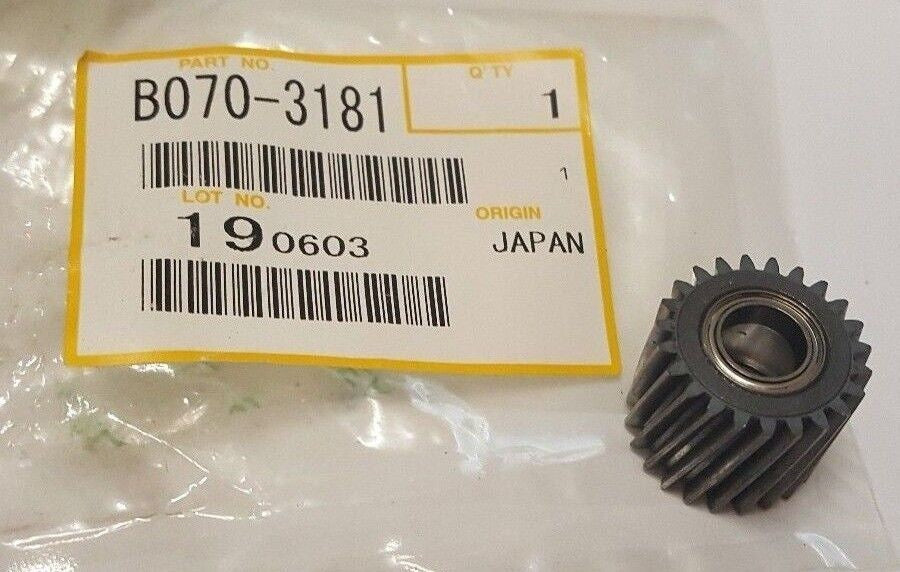 PART NO.
Q'TY
B070-3181
1
1
LOT NO.
190603
ORIGIN
JAPAN